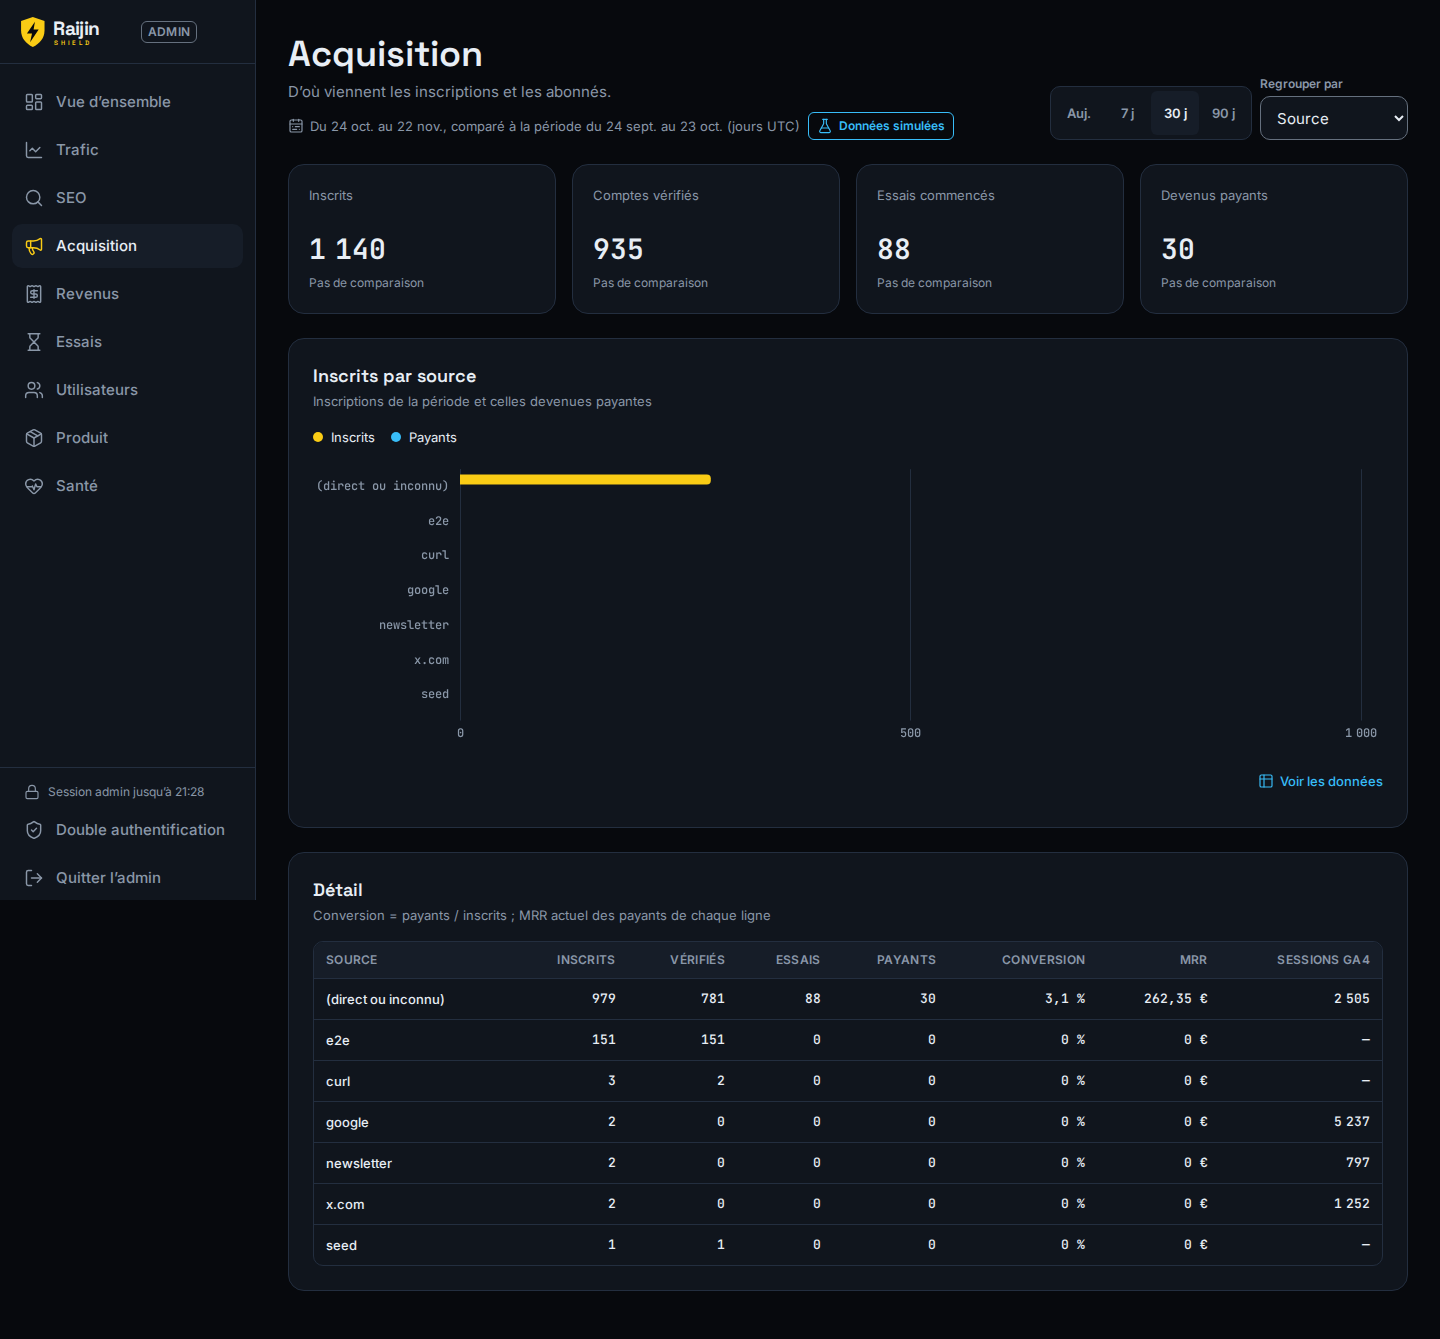 Raijin
SHIELD
ADMIN
Vue d’ensemble
Trafic
SEO
Acquisition
Revenus
Essais
Utilisateurs
Produit
Santé
Session admin jusqu’à 21:28
Double authentification
Quitter l’admin
Acquisition
D’où viennent les inscriptions et les abonnés.
Du 24 oct. au 22 nov., comparé à la période du 24 sept. au 23 oct. (jours UTC)
Données simulées
Auj. 7 j 30 j 90 j
Regrouper par
Source
Inscrits
1 140
Pas de comparaison
Comptes vérifiés
935
Pas de comparaison
Essais commencés
88
Pas de comparaison
Devenus payants
30
Pas de comparaison
Inscrits par source
Inscriptions de la période et celles devenues payantes
Inscrits Payants
(direct ou inconnu)
e2e
curl
google
newsletter
x.com
seed
0 500 1 000
Voir les données
Détail
Conversion = payants / inscrits ; MRR actuel des payants de chaque ligne
SOURCE INSCRITS VÉRIFIÉS ESSAIS PAYANTS CONVERSION MRR SESSIONS GA4
(direct ou inconnu) 979 781 88 30 3,1 % 262,35 € 2 505
e2e 151 151 0 0 0 % 0 € –
curl 3 2 0 0 0 % 0 € –
google 2 0 0 0 0 % 0 € 5 237
newsletter 2 0 0 0 0 % 0 € 797
x.com 2 0 0 0 0 % 0 € 1 252
seed 1 1 0 0 0 % 0 € –